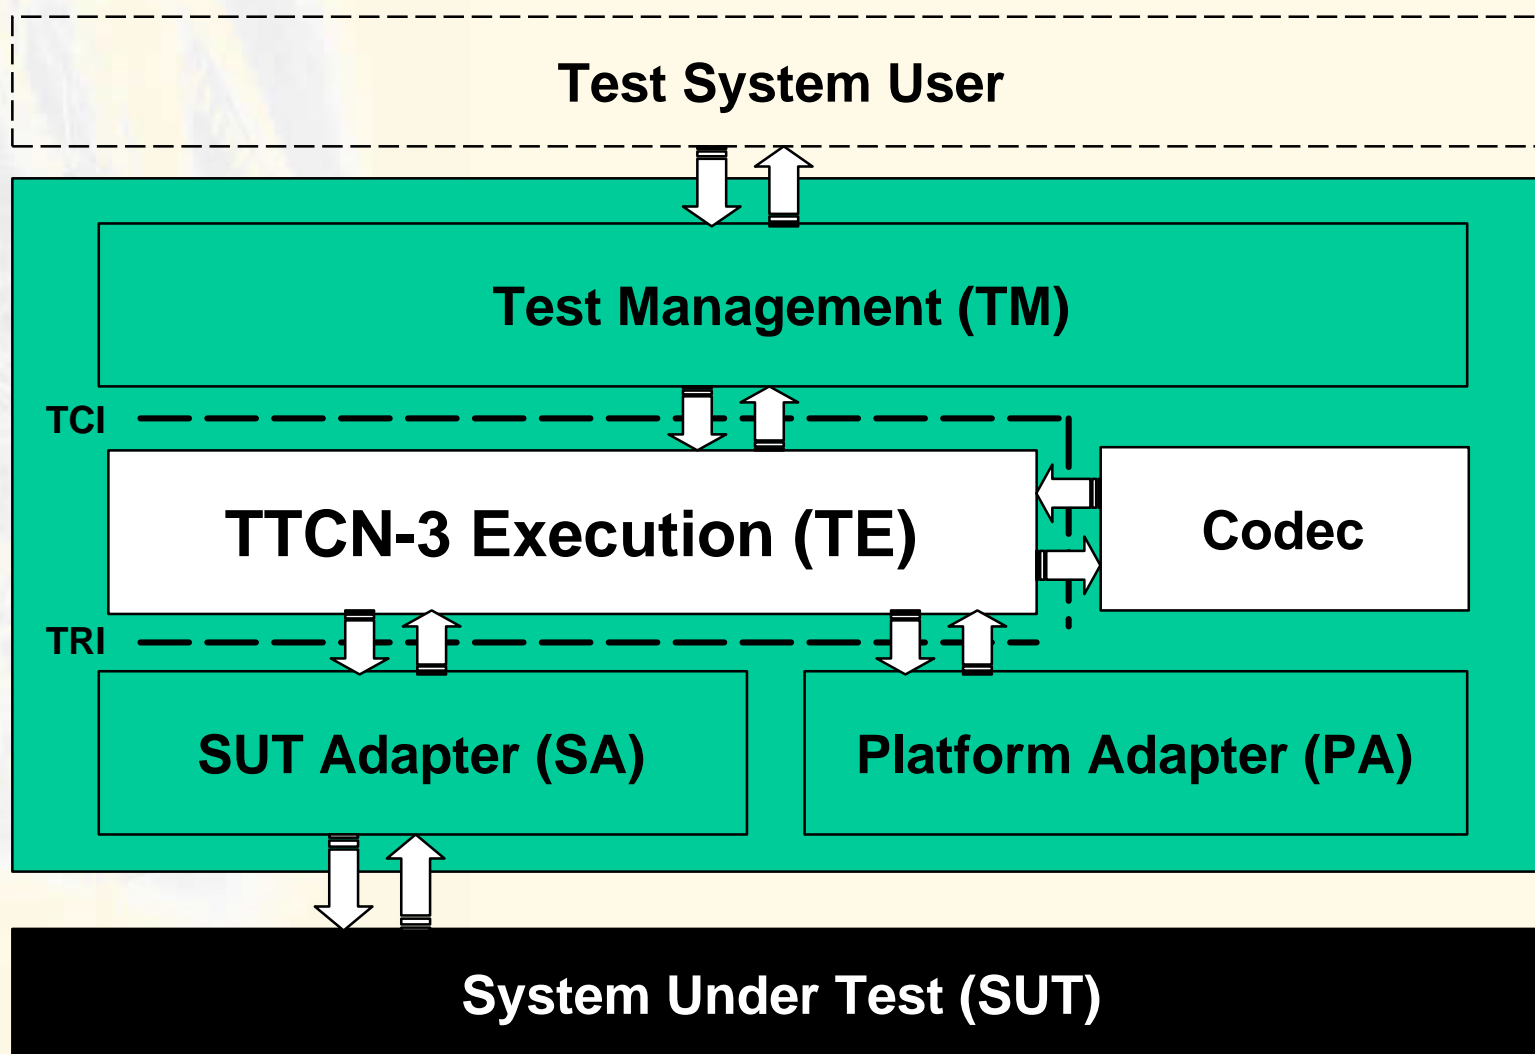 Test System User
Test Management (TM)
TCI
TTCN-3 Execution (TE)
Codec
TRI
SUT Adapter (SA)
Platform Adapter (PA)
System Under Test (SUT)